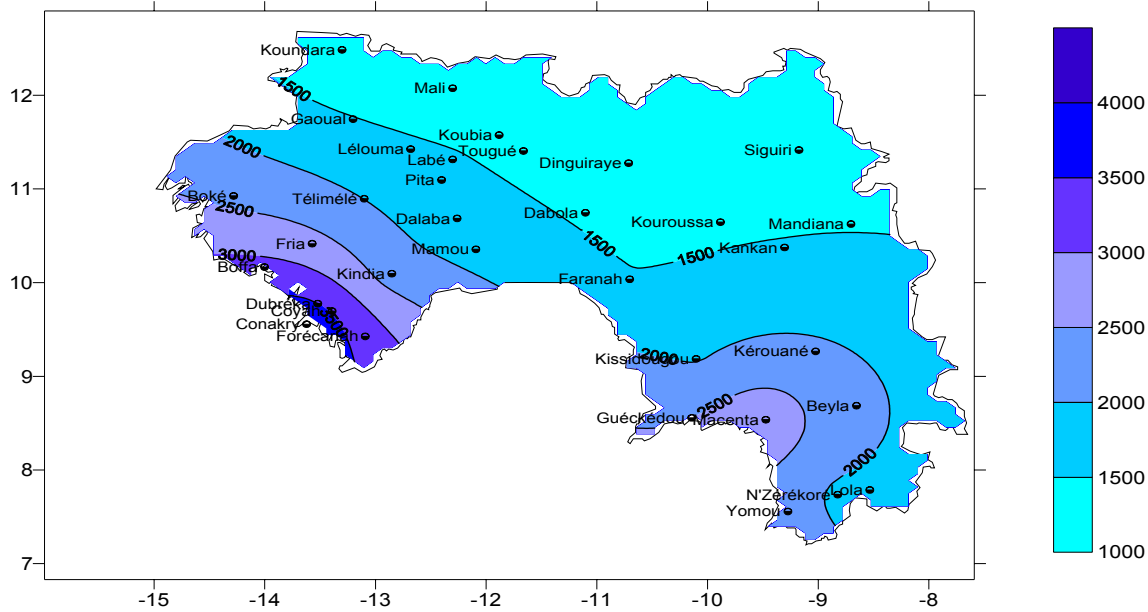 Koundara
4000
12
1500
Mali
Gaoual
3500
2000
Koubia
Lélouma
Tougué
Siguiri
Labé
Dinguiraye
11
Pita
Boké
Télimélé
3000
2500
Dalaba
Dabola
Kouroussa
Mandiana
Fria
Mamou
1500
1500
Kankan
3000
Boffa
Kindia
Faranah
2500
10
Dubréka
Coyah
Conakry
Forécariah
9
2000
Kissidougou
Kérouané
2000
2500
Beyla
Guéckédou
Macenta
1500
8
2000
Lola
N'Zérékoré
Yomou
1000
7
-15 -14 -13 -12 -11 -10 -9 -8